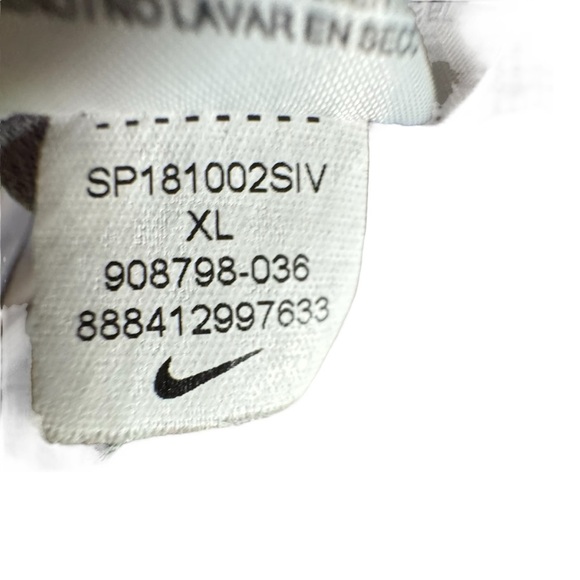 NO LAVAR EN SECO
SP181002SIV
XL
908798-036
888412997633